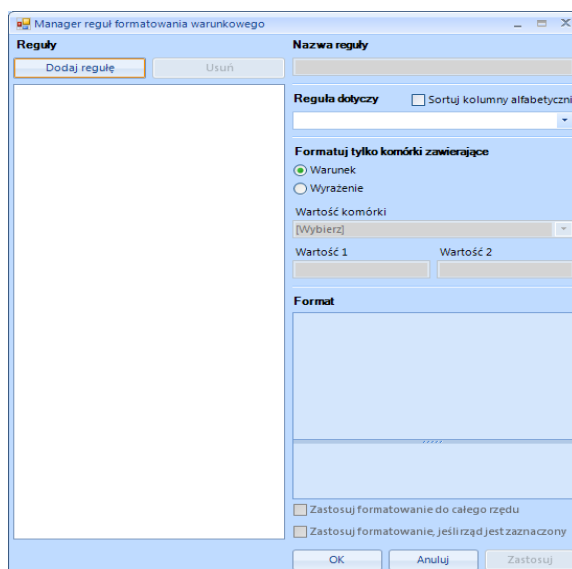 Manager reguł formatowania warunkowego
Reguły
Dodaj regułę
Usuń
Nazwa reguły
Reguła dotyczy
Sortuj kolumny alfabetyczni
Formatuj tylko komórki zawierające
Warunek
Wyrażenie
Wartość komórki
[Wybierz]
Wartość 1
Wartość 2
Format
Zastosuj formatowanie do całego rzędu
Zastosuj formatowanie, jeśli rząd jest zaznaczony
OK
Anuluj
Zastosuj